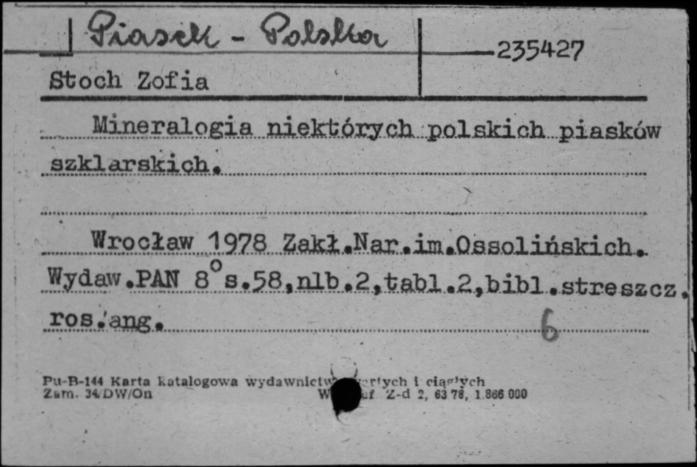 Piasek - Polska
235427
Stoch Zofia
Mineralogia niektórych polskich piasków
szklarskich.
Wrocław 1978 Zakł.Nar.im.Ossolińskich.
Wydaw.PAN 8° s.58,nlb.2,tabl.2,bibl.streszcz.
ros.ang.
6
Pu-B-144 Karta katalogowa wydawnictw i ciągłych
Zam. 34/DW/On Z-d 2, 63 78, 1.866 000